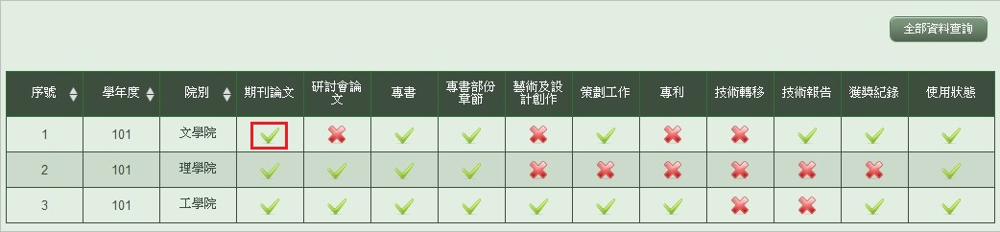 全部資料查詢
序號 學年度 院別 期刊論文 研討會論文 專書 專書部份章節 藝術及設計創作 策劃工作 專利 技術轉移 技術報告 獲獎紀錄 使用狀態
1 101 文學院
2 101 理學院
3 101 工學院